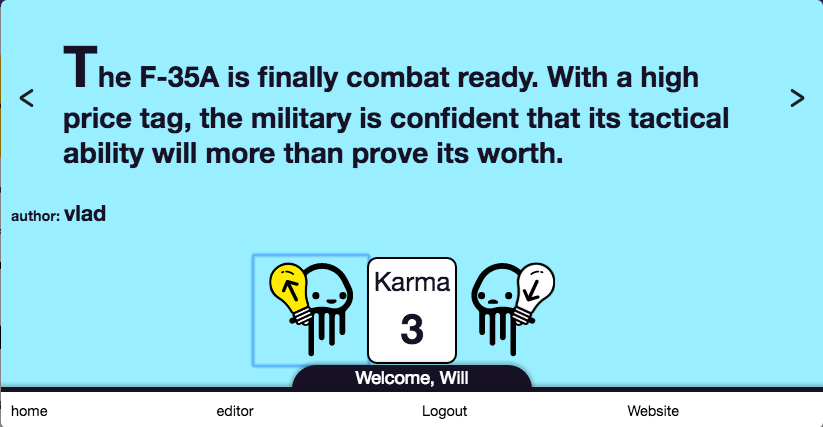 The F-35A is finally combat ready. With a high
price tag, the military is confident that its tactical
ability will more than prove its worth.
author: vlad
Karma
3
Welcome, Will
home editor Logout Website